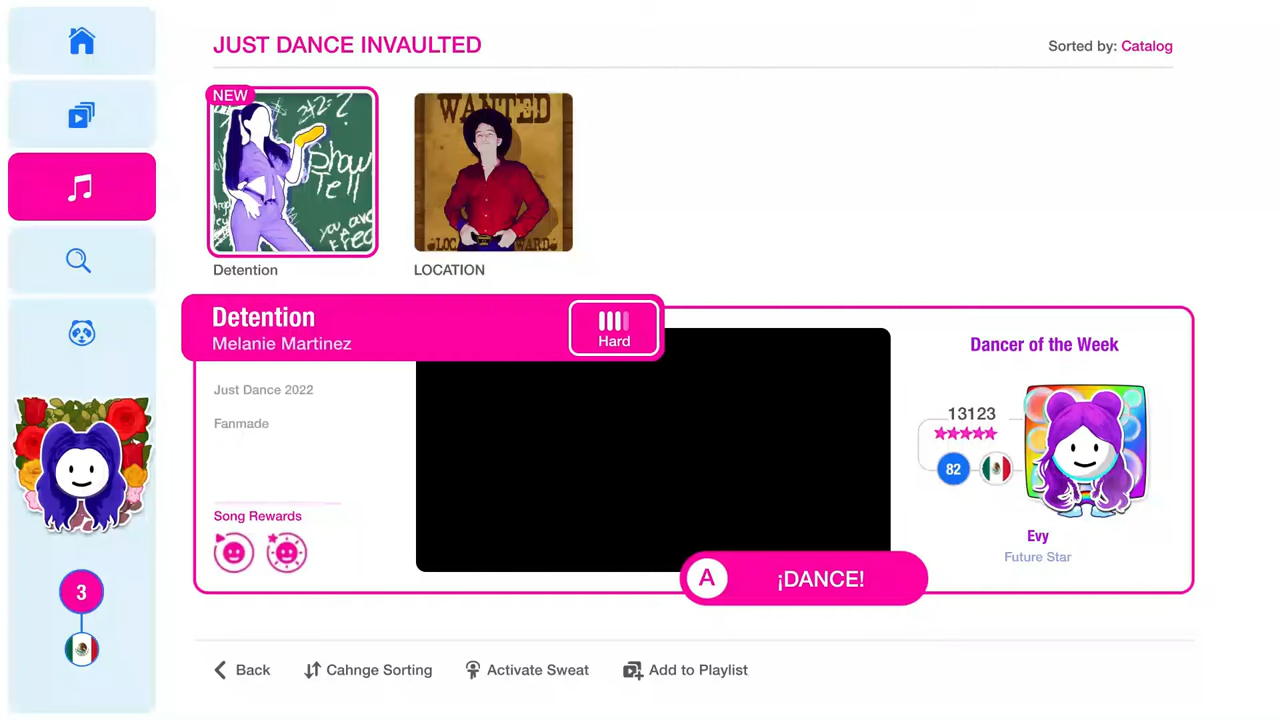 JUST DANCE INVAULTED
Sorted by: Catalog
NEW
Show
Tell
WANTED
Detention
LOCATION
Detention
Melanie Martinez
Hard
Just Dance 2022
Fanmade
Song Rewards
Dancer of the Week
13123
82
Evy
Future Star
A
¡DANCE!
3
Back
Cahnge Sorting
Activate Sweat
Add to Playlist